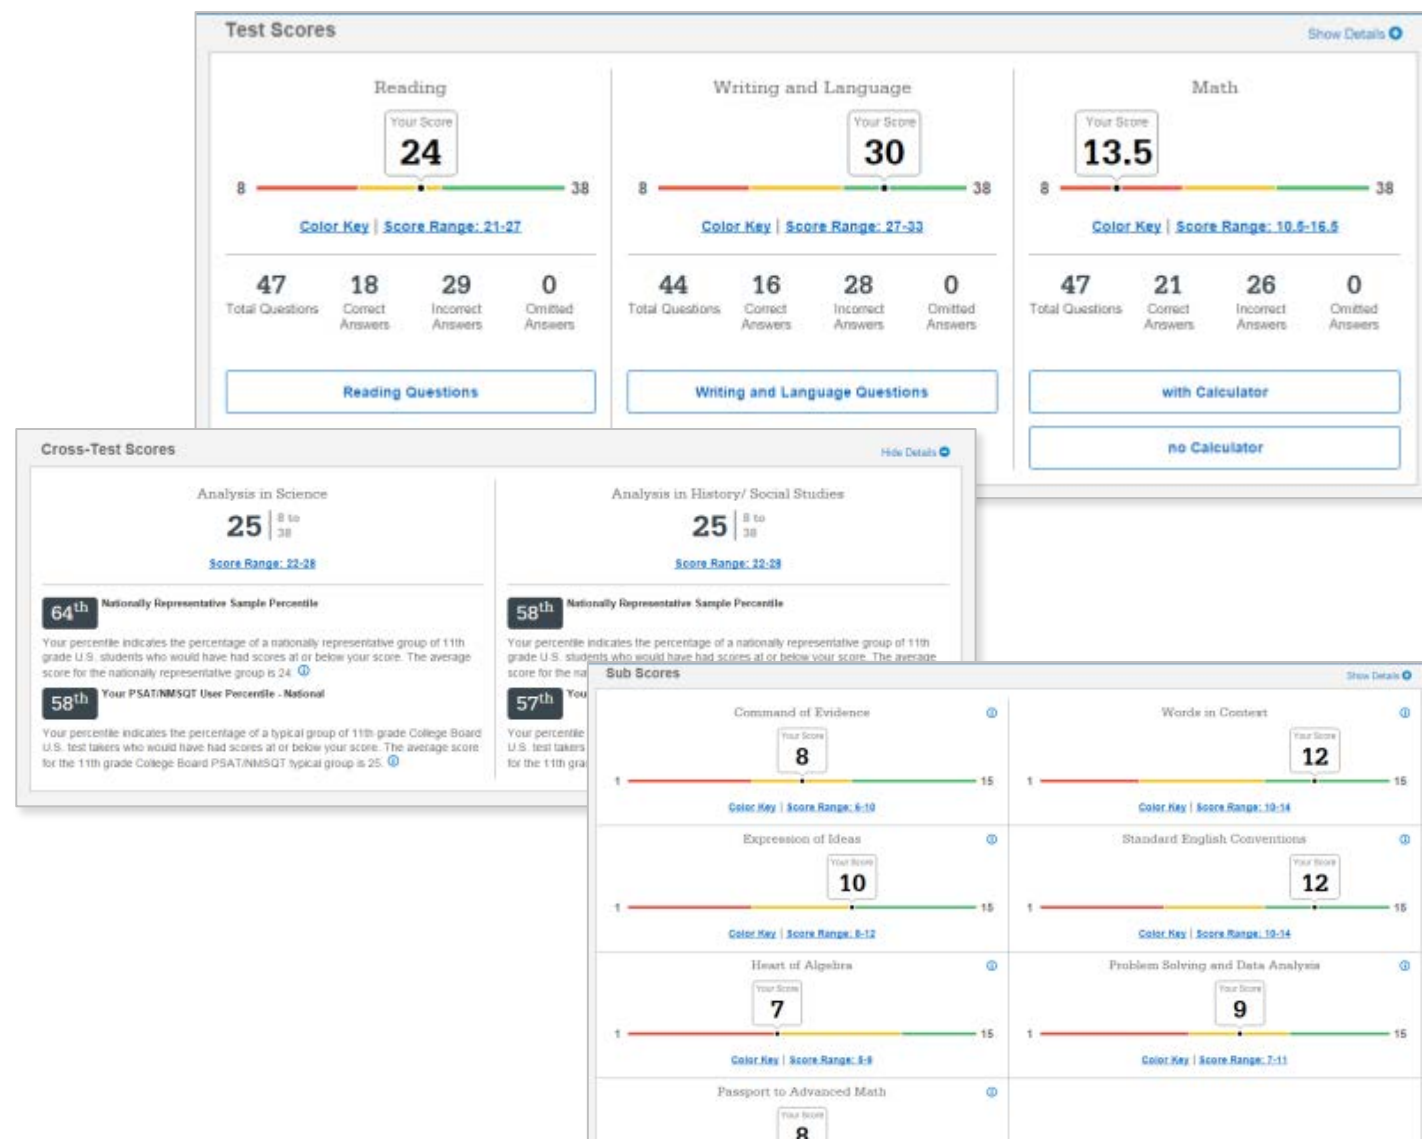 Test Scores
Show Details
Reading
Writing and Language
Math
Your Score
24
8
38
Color Key | Score Range: 21-27
Your Score
30
8
38
Color Key | Score Range: 27-33
Your Score
13.5
8
38
Color Key | Score Range: 10.5-16.5
47
Total Questions
18
Correct
Answers
29
Incorrect
Answers
0
Omitted
Answers
44
Total Questions
16
Correct
Answers
28
Incorrect
Answers
0
Omitted
Answers
47
Total Questions
21
Correct
Answers
26
Incorrect
Answers
0
Omitted
Answers
Reading Questions
Writing and Language Questions
with Calculator
no Calculator
Cross-Test Scores
Hide Details
Analysis in Science
25 | 8 to
38
Score Range: 22-28
64th Nationally Representative Sample Percentile
Your percentile indicates the percentage of a nationally representative group of 11th
grade U.S. students who would have had scores at or below your score. The average
score for the nationally representative group is 24.
58th Your PSAT/NMSQT User Percentile - National
Your percentile indicates the percentage of a typical group of 11th grade College Board
U.S. test takers who would have had scores at or below your score. The average score
for the 11th grade College Board PSAT/NMSQT typical group is 25.
Analysis in History/ Social Studies
25 | 8 to
38
Score Range: 22-28
58th Nationally Representative Sample Percentile
Your percentile indicates the percentage of a nationally representative group of 11th
grade U.S. students who would have had scores at or below your score. The average
score for the na
57th You
Your percentile
U.S. test takers
for the 11th gra
Sub Scores
Show Details
Command of Evidence
Your Score
8
1
15
Color Key | Score Range: 6-10
Words in Context
Your Score
12
1
15
Color Key | Score Range: 10-14
Expression of Ideas
Your Score
10
1
15
Color Key | Score Range: 8-12
Standard English Conventions
Your Score
12
1
15
Color Key | Score Range: 10-14
Heart of Algebra
Your Score
7
1
15
Color Key | Score Range: 5-9
Problem Solving and Data Analysis
Your Score
9
1
15
Color Key | Score Range: 7-11
Passport to Advanced Math
Your Score
8